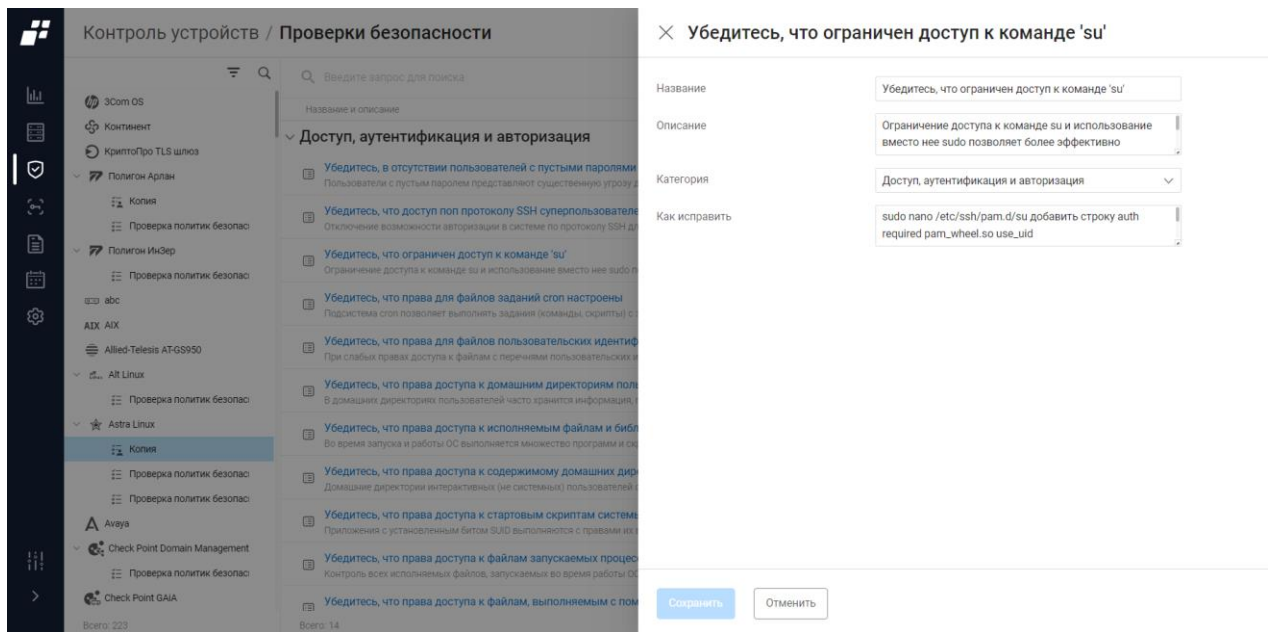 Контроль устройств / Проверки безопасности
3Com OS
Континент
КриптоПро TLS шлюз
Полигон Арлан
Копия
Проверка политик безопас
Полигон ИнЗер
Проверка политик безопас
abc
AIX AIX
Allied-Telesis AT-GS950
Alt Linux
Проверка политик безопас
Astra Linux
Копия
Проверка политик безопас
Проверка политик безопас
Avaya
Check Point Domain Management
Проверка политик безопас
Check Point GAiA
Всего: 223
Введите запрос для поиска
Название и описание
Доступ, аутентификация и авторизация
Убедитесь, в отсутствии пользователей с пустыми паролями
Пользователи с пустым паролем представляют существенную угрозу д
Убедитесь, что доступ поп протоколу SSH суперпользователе
Отключение возможности авторизации в системе по протоколу SSH дл
Убедитесь, что ограничен доступ к команде 'su'
Ограничение доступа к команде su и использование вместо нее sudo п
Убедитесь, что права для файлов заданий cron настроены
Подсистема cron позволяет выполнять задания (команды, скрипты) с
Убедитесь, что права для файлов пользовательских идентиф
При слабых правах доступа к файлам с перечнями пользовательских и
Убедитесь, что права доступа к домашним директориям поль
В домашних директориях пользователей часто хранится информация,
Убедитесь, что права доступа к исполняемым файлам и библ
Во время запуска и работы ОС выполняется множество программ и ск
Убедитесь, что права доступа к содержимому домашних дир
Домашние директории интерактивных (не системных) пользователей с
Убедитесь, что права доступа к стартовым скриптам системы
Приложения с установленным битом SUID выполняются с правами их
Убедитесь, что права доступа к файлам запускаемых процес
Контроль всех исполняемых файлов, запускаемых во время работы ОС
Убедитесь, что права доступа к файлам, выполняемым с пом
Всего: 14
Убедитесь, что ограничен доступ к команде 'su'
Название
Убедитесь, что ограничен доступ к команде 'su'
Описание
Ограничение доступа к команде su и использование
вместо нее sudo позволяет более эффективно
Категория
Доступ, аутентификация и авторизация
Как исправить
sudo nano /etc/ssh/pam.d/su добавить строку auth
required pam_wheel.so use_uid
Сохранить
Отменить